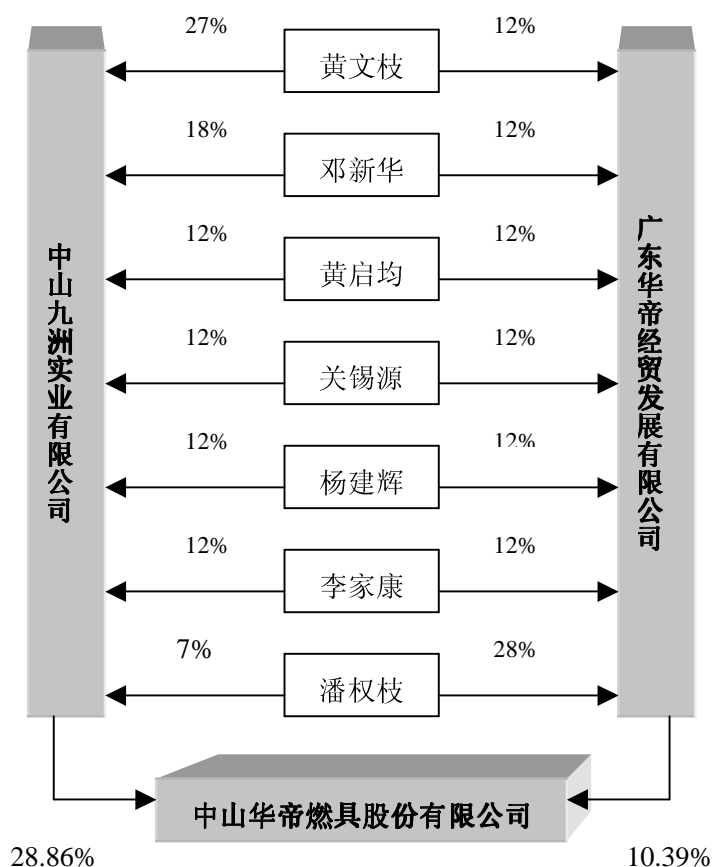 27%
12%
黄文枝
18%
12%
邓新华
12%
12%
黄启均
12%
12%
关锡源
12%
12%
杨建辉
12%
12%
李家康
7%
28%
潘权枝
中山九洲实业有限公司
广东华帝经贸发展有限公司
中山华帝燃具股份有限公司
28.86%
10.39%